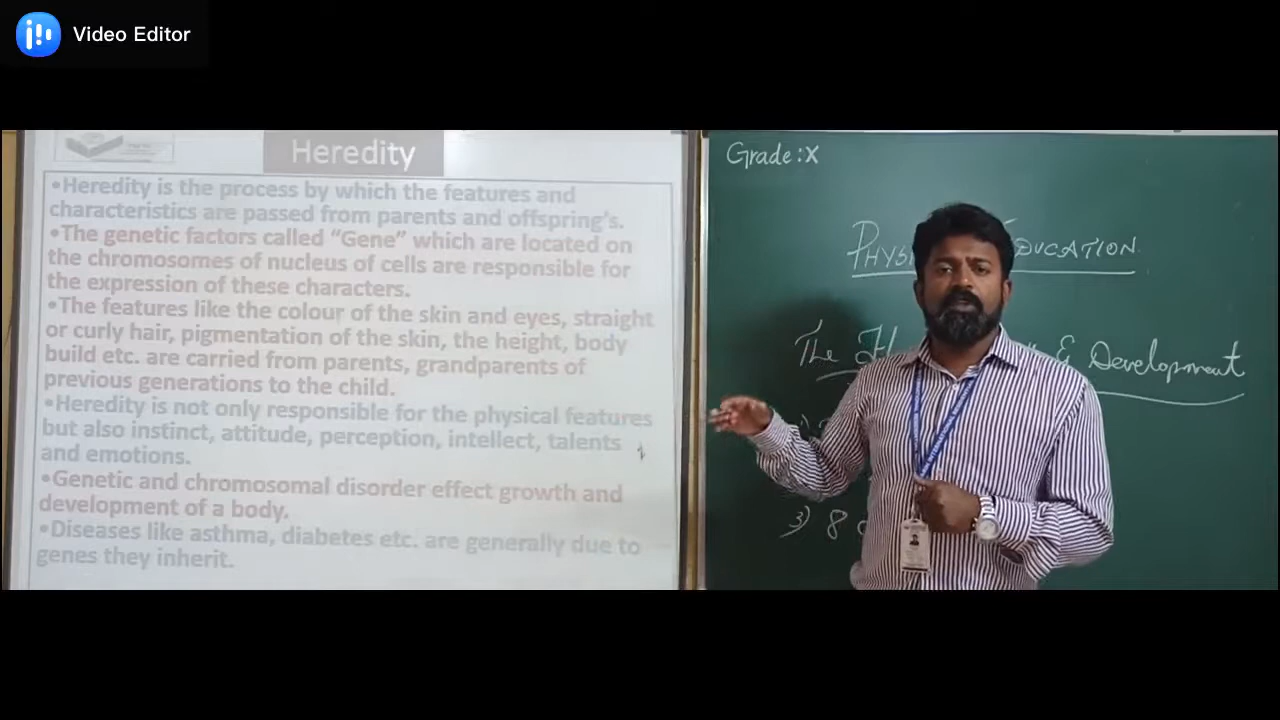 Video Editor
Heredity
•Heredity is the process by which the features and
characteristics are passed from parents and offspring's.
•The genetic factors called “Gene” which are located on
the chromosomes of nucleus of cells are responsible for
the expression of these characters.
•The features like the colour of the skin and eyes, straight
or curly hair, pigmentation of the skin, the height, body
build etc. are carried from parents, grandparents of
previous generations to the child.
•Heredity is not only responsible for the physical features
but also instinct, attitude, perception, intellect, talents
and emotions.
•Genetic and chromosomal disorder effect growth and
development of a body.
•Diseases like asthma, diabetes etc. are generally due to
genes they inherit.
Grade:X
PHYS DUCATION
The & Development
3) 8